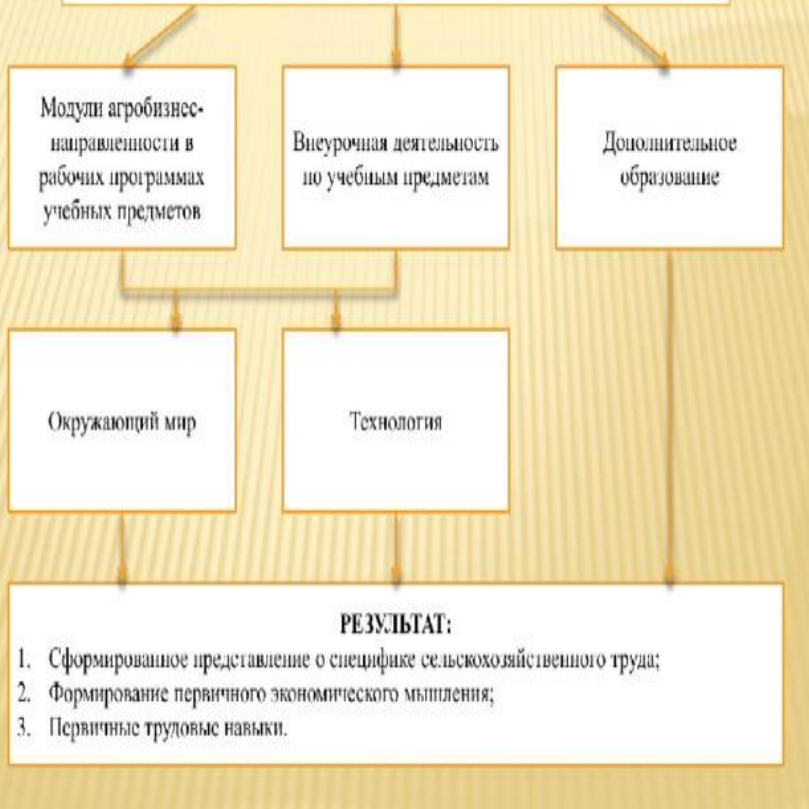 Модули агробизнес-
направленности в
рабочих программах
учебных предметов
Внеурочная деятельность
по учебным предметам
Дополнительное
образование
Окружающий мир
Технология
РЕЗУЛЬТАТ:
1. Сформированное представление о специфике сельскохозяйственного труда;
2. Формирование первичного экономического мышления;
3. Первичные трудовые навыки.